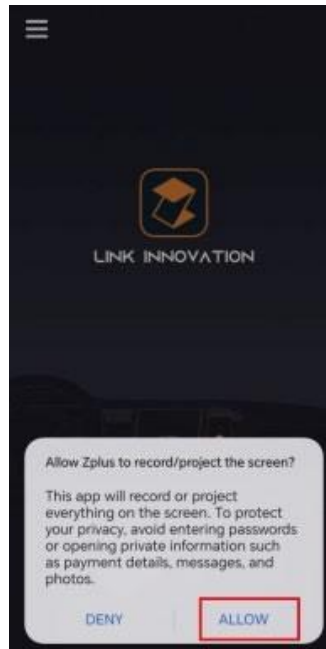 LINK INNOVATION
Allow Zplus to record/project the screen?
This app will record or project
everything on the screen. To protect
your privacy, avoid entering passwords
or opening private information such
as payment details, messages, and
photos.
DENY
ALLOW